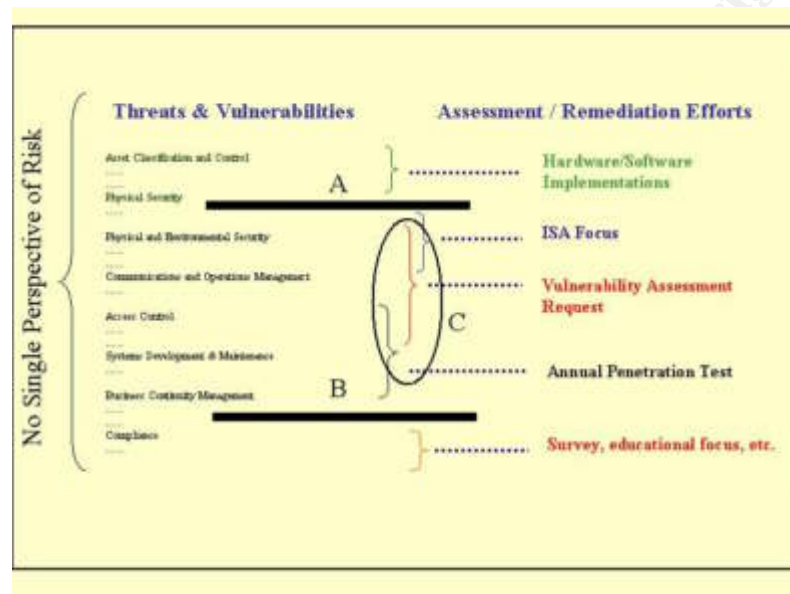 No Single Perspective of Risk
Threats & Vulnerabilities
Asset Classification and Control
Physical Security
Physical and Environmental Security
Communications and Operations Management
Access Control
Systems Development & Maintenance
Business Continuity Management
Compliance
A
B
C
Assessment / Remediation Efforts
Hardware/Software
Implementations
ISA Focus
Vulnerability Assessment
Request
Annual Penetration Test
Survey, educational focus, etc.